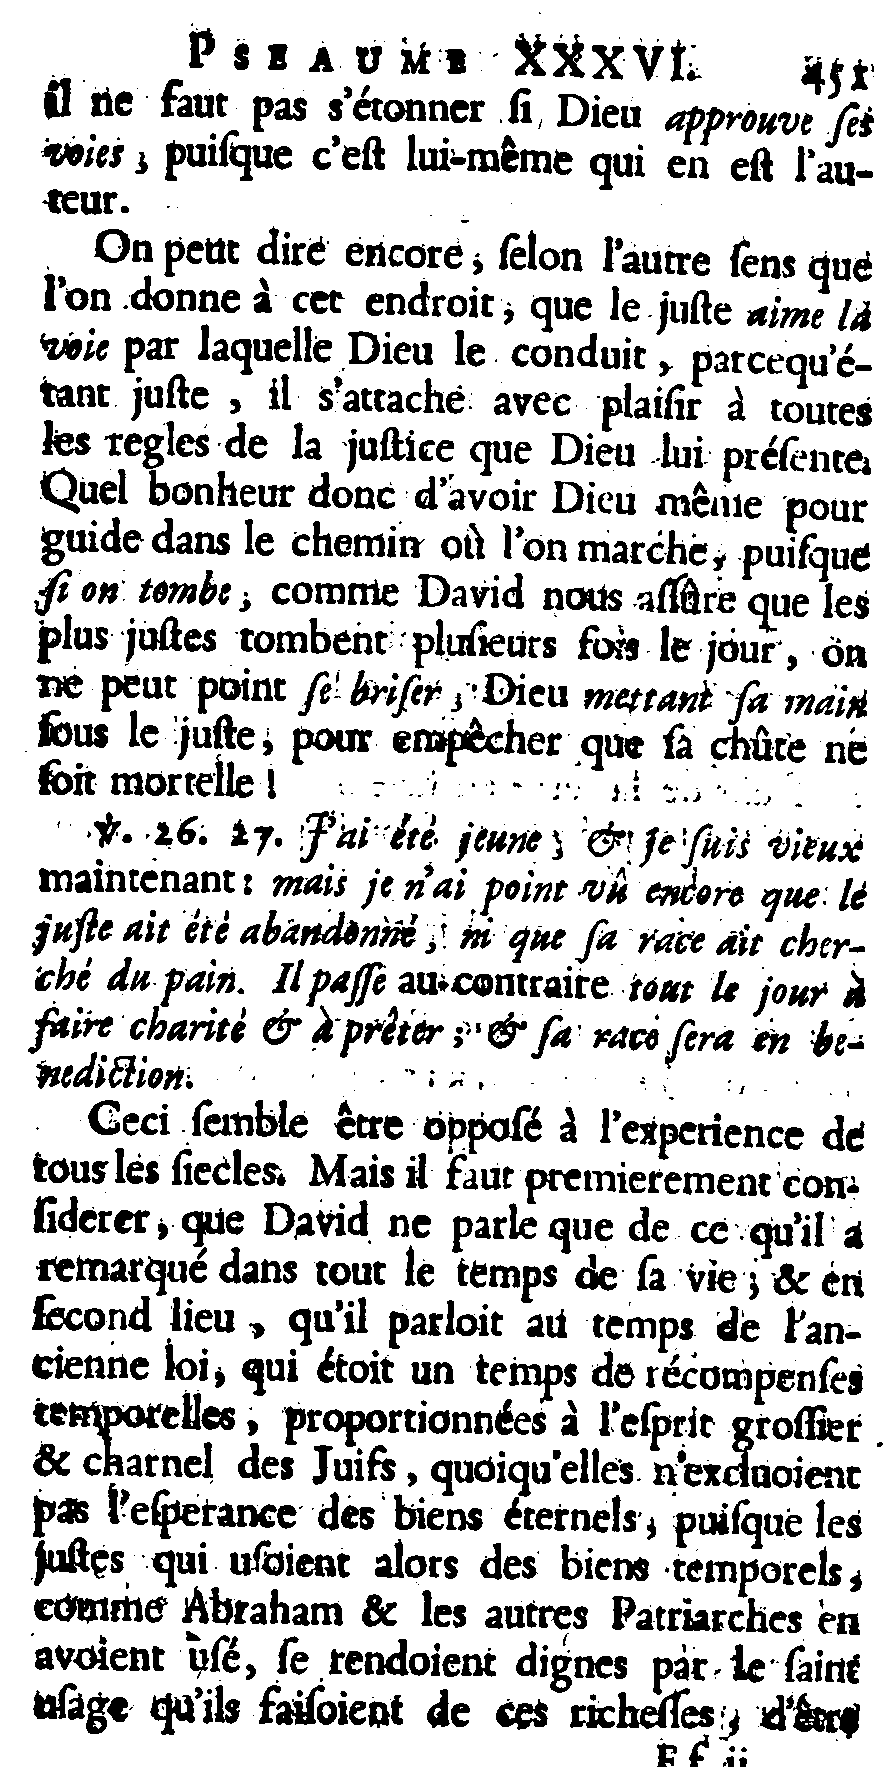 PSEAUME XXXVI. 451
il ne faut pas s'étonner ſi Dieu approuve ſes
voies, puiſque c'eſt lui-même qui en eſt l'au-
teur.
On peut dire encore, ſelon l'autre ſens que
l'on donne à cet endroit, que le juſte aime la
voie par laquelle Dieu le conduit, parcequ'é-
tant juſte, il s'attache avec plaiſir à toutes
les regles de la juſtice que Dieu lui préſente.
Quel bonheur donc d'avoir Dieu même pour
guide dans le chemin où l'on marche, puiſque
ſi on tombe, comme David nous aſſûre que les
plus juſtes tombent pluſieurs fois le jour, on
ne peut point ſe briſer, Dieu mettant ſa main
ſous le juſte, pour empêcher que ſa chûte ne
ſoit mortelle!
℣. 26. 27. J'ai été jeune, & je ſuis vieux
maintenant: mais je n'ai point vû encore que le
juſte ait été abandonné, ni que ſa race ait cher-
ché du pain. Il paſſe au contraire tout le jour à
faire charité & à prêter; & ſa race ſera en be-
nediction.
Ceci ſemble être oppoſé à l'experience de
tous les ſiecles. Mais il faut premierement con-
ſiderer, que David ne parle que de ce qu'il a
remarqué dans tout le temps de ſa vie; & en
ſecond lieu, qu'il parloit au temps de l'an-
cienne loi, qui étoit un temps de récompenſes
temporelles, proportionnées à l'eſprit groſſier
& charnel des Juifs, quoiqu'elles n'excluoient
pas l'eſperance des biens éternels, puiſque les
juſtes qui uſoient alors des biens temporels,
comme Abraham & les autres Patriarches en
avoient uſé, ſe rendoient dignes par le ſaint
uſage qu'ils faiſoient de ces richeſſes, d'être
F f ij